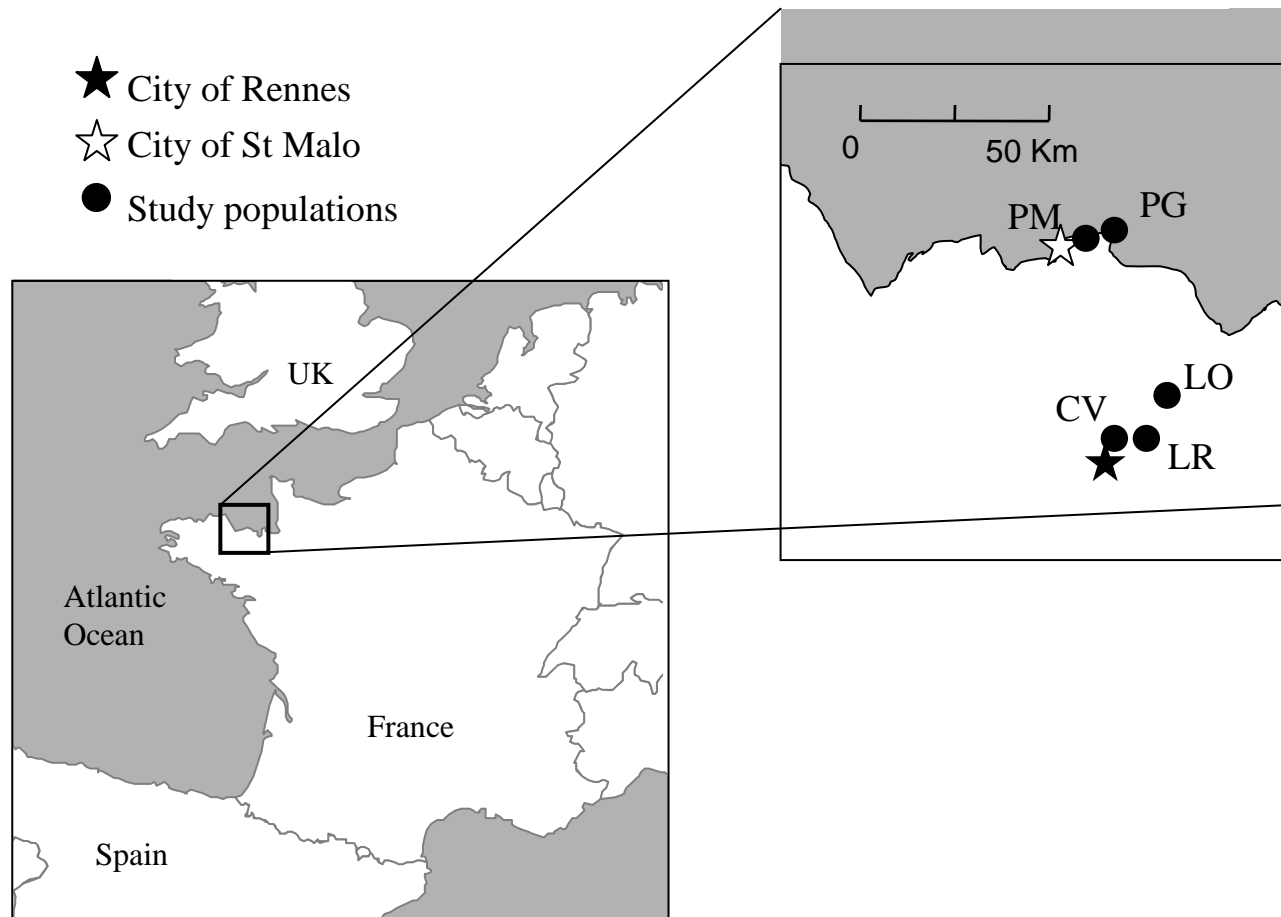 City of Rennes
City of St Malo
Study populations
0
50 Km
PM
PG
LO
CV
LR
UK
Atlantic
Ocean
France
Spain